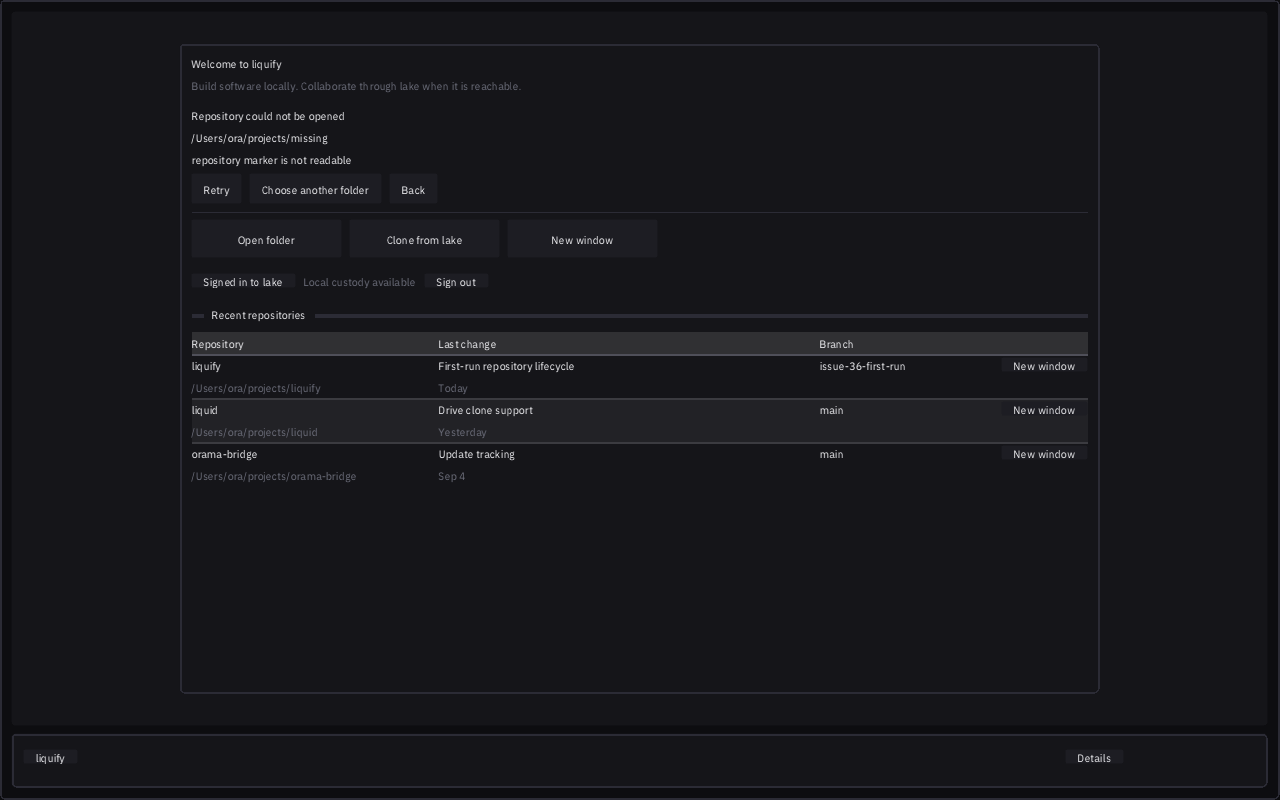 Welcome to liquify
Build software locally. Collaborate through lake when it is reachable.
Repository could not be opened
/Users/ora/projects/missing
repository marker is not readable
Retry Choose another folder Back
Open folder Clone from lake New window
Signed in to lake Local custody available Sign out
Recent repositories
Repository Last change Branch
liquify First-run repository lifecycle issue-36-first-run New window
/Users/ora/projects/liquify Today
liquid Drive clone support main New window
/Users/ora/projects/liquid Yesterday
orama-bridge Update tracking main New window
/Users/ora/projects/orama-bridge Sep 4
liquify Details